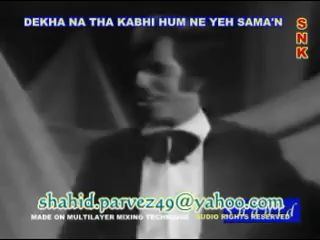 DEKHA NA THA KABHI HUM NE YEH SAMA'N
S
N
K
shahid.parvez49@yahoo.com
MADE ON MULTILAYER MIXING TECHNIQUE AUDIO RIGHTS RESERVED